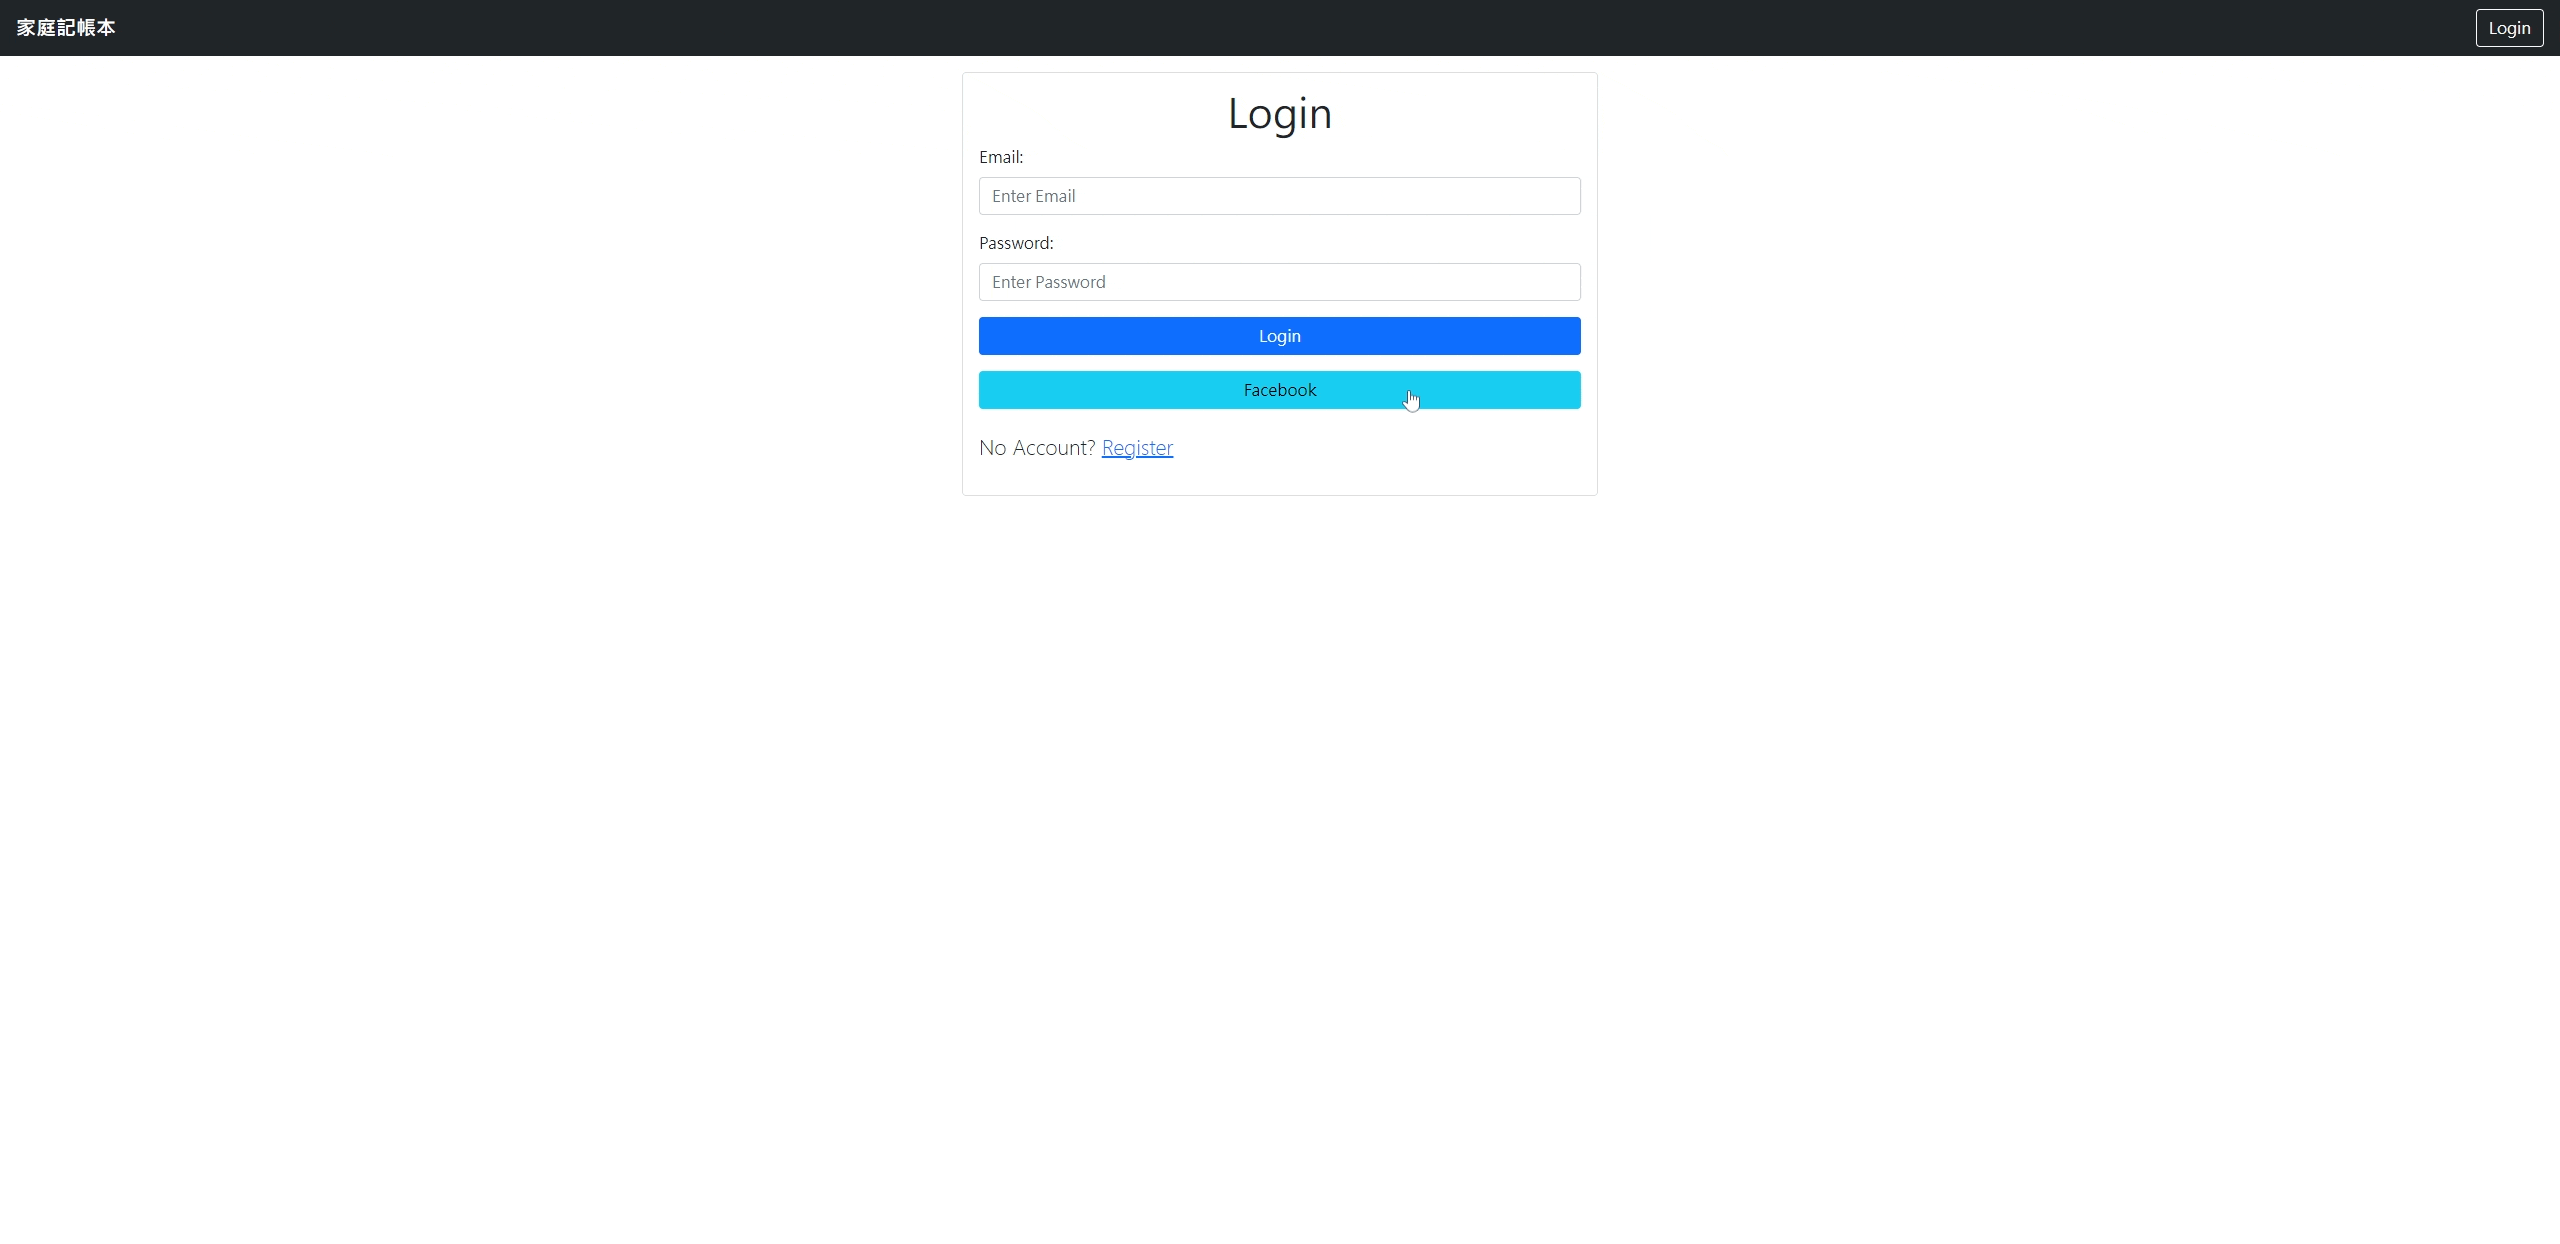 家庭記帳本
Login
Login
Email:
Enter Email
Password:
Enter Password
Login
Facebook
No Account? Register